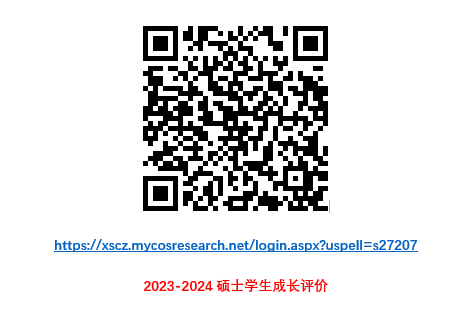 https://xscz.mycosresearch.net/login.aspx?uspell=s27207
2023-2024 硕士学生成长评价